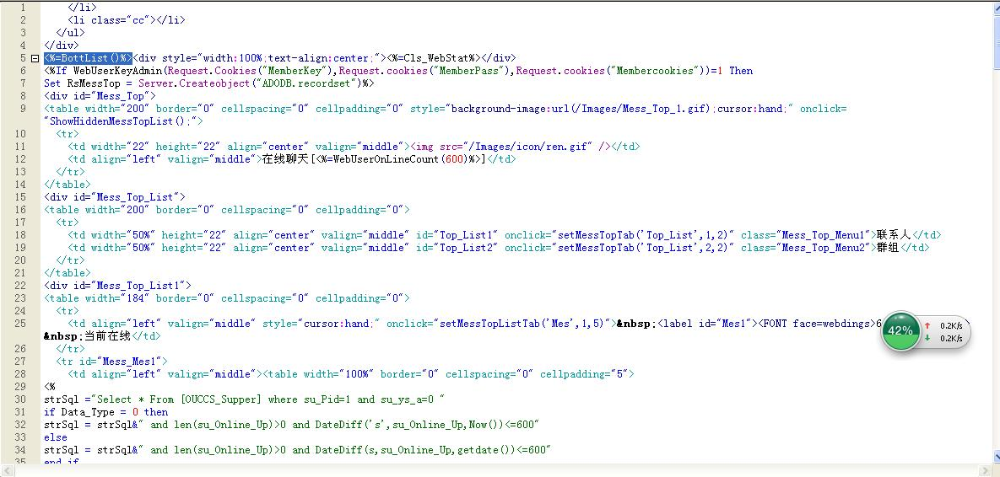 1 </li>
2 <li class="cc"></li>
3 </ul>
4 </div>
5 <%=BottList()%><div style="width:100%;text-align:center;"><%=Cls_WebStat%></div>
6 <%If WebUserKeyAdmin(Request.Cookies("MemberKey"),Request.cookies("MemberPass"),Request.cookies("Membercookies"))=1 Then
7 Set RsMessTop = Server.Createobject("ADODB.recordset")%>
8 <div id="Mess_Top">
9 <table width="200" border="0" cellspacing="0" cellpadding="0" style="background-image:url(/Images/Mess_Top_1.gif);cursor:hand;" onclick=
"ShowHiddenMessTopList();">
10 <tr>
11 <td width="22" height="22" align="center" valign="middle"><img src="/Images/icon/ren.gif" /></td>
12 <td align="left" valign="middle">在线聊天[<%=WebUserOnLineCount(600)%>]</td>
13 </tr>
14 </table>
15 <div id="Mess_Top_List">
16 <table width="200" border="0" cellspacing="0" cellpadding="0">
17 <tr>
18 <td width="50%" height="22" align="center" valign="middle" id="Top_List1" onclick="setMessTopTab('Top_List',1,2)" class="Mess_Top_Menu1">联系人</td>
19 <td width="50%" height="22" align="center" valign="middle" id="Top_List2" onclick="setMessTopTab('Top_List',2,2)" class="Mess_Top_Menu2">群组</td>
20 </tr>
21 </table>
22 <div id="Mess_Top_List1">
23 <table width="184" border="0" cellspacing="0" cellpadding="0">
24 <tr>
25 <td align="left" valign="middle" style="cursor:hand;" onclick="setMessTopListTab('Mes',1,5)">&nbsp;<label id="Mes1"><FONT face=webdings>6
42% 0.2K/s
0.2K/s
&nbsp;当前在线</td>
26 </tr>
27 <tr id="Mess_Mes1">
28 <td align="left" valign="middle"><table width="100%" border="0" cellspacing="0" cellpadding="5">
29 <%
30 strSql ="Select * From [OUCCS_Supper] where su_Pid=1 and su_ys_a=0 "
31 if Data_Type = 0 then
32 strSql = strSql&" and len(su_Online_Up)>0 and DateDiff('s',su_Online_Up,Now())<=600"
33 else
34 strSql = strSql&" and len(su_Online_Up)>0 and DateDiff(s,su_Online_Up,getdate())<=600"
35 end if